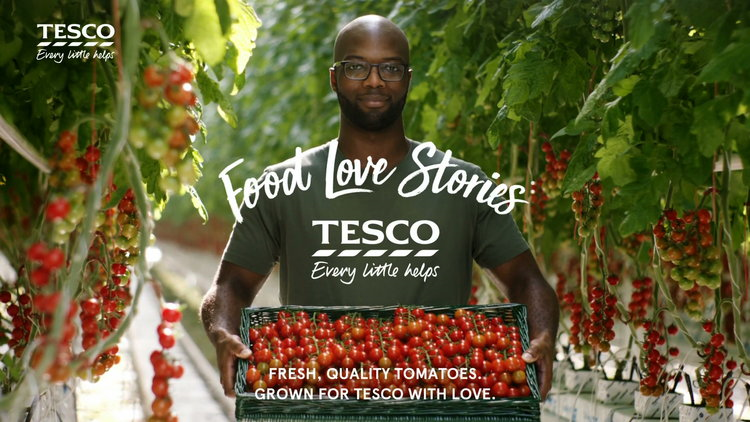 TESCO
Every little helps
Food Love Stories:
TESCO
Every little helps
FRESH, QUALITY TOMATOES.
GROWN FOR TESCO WITH LOVE.